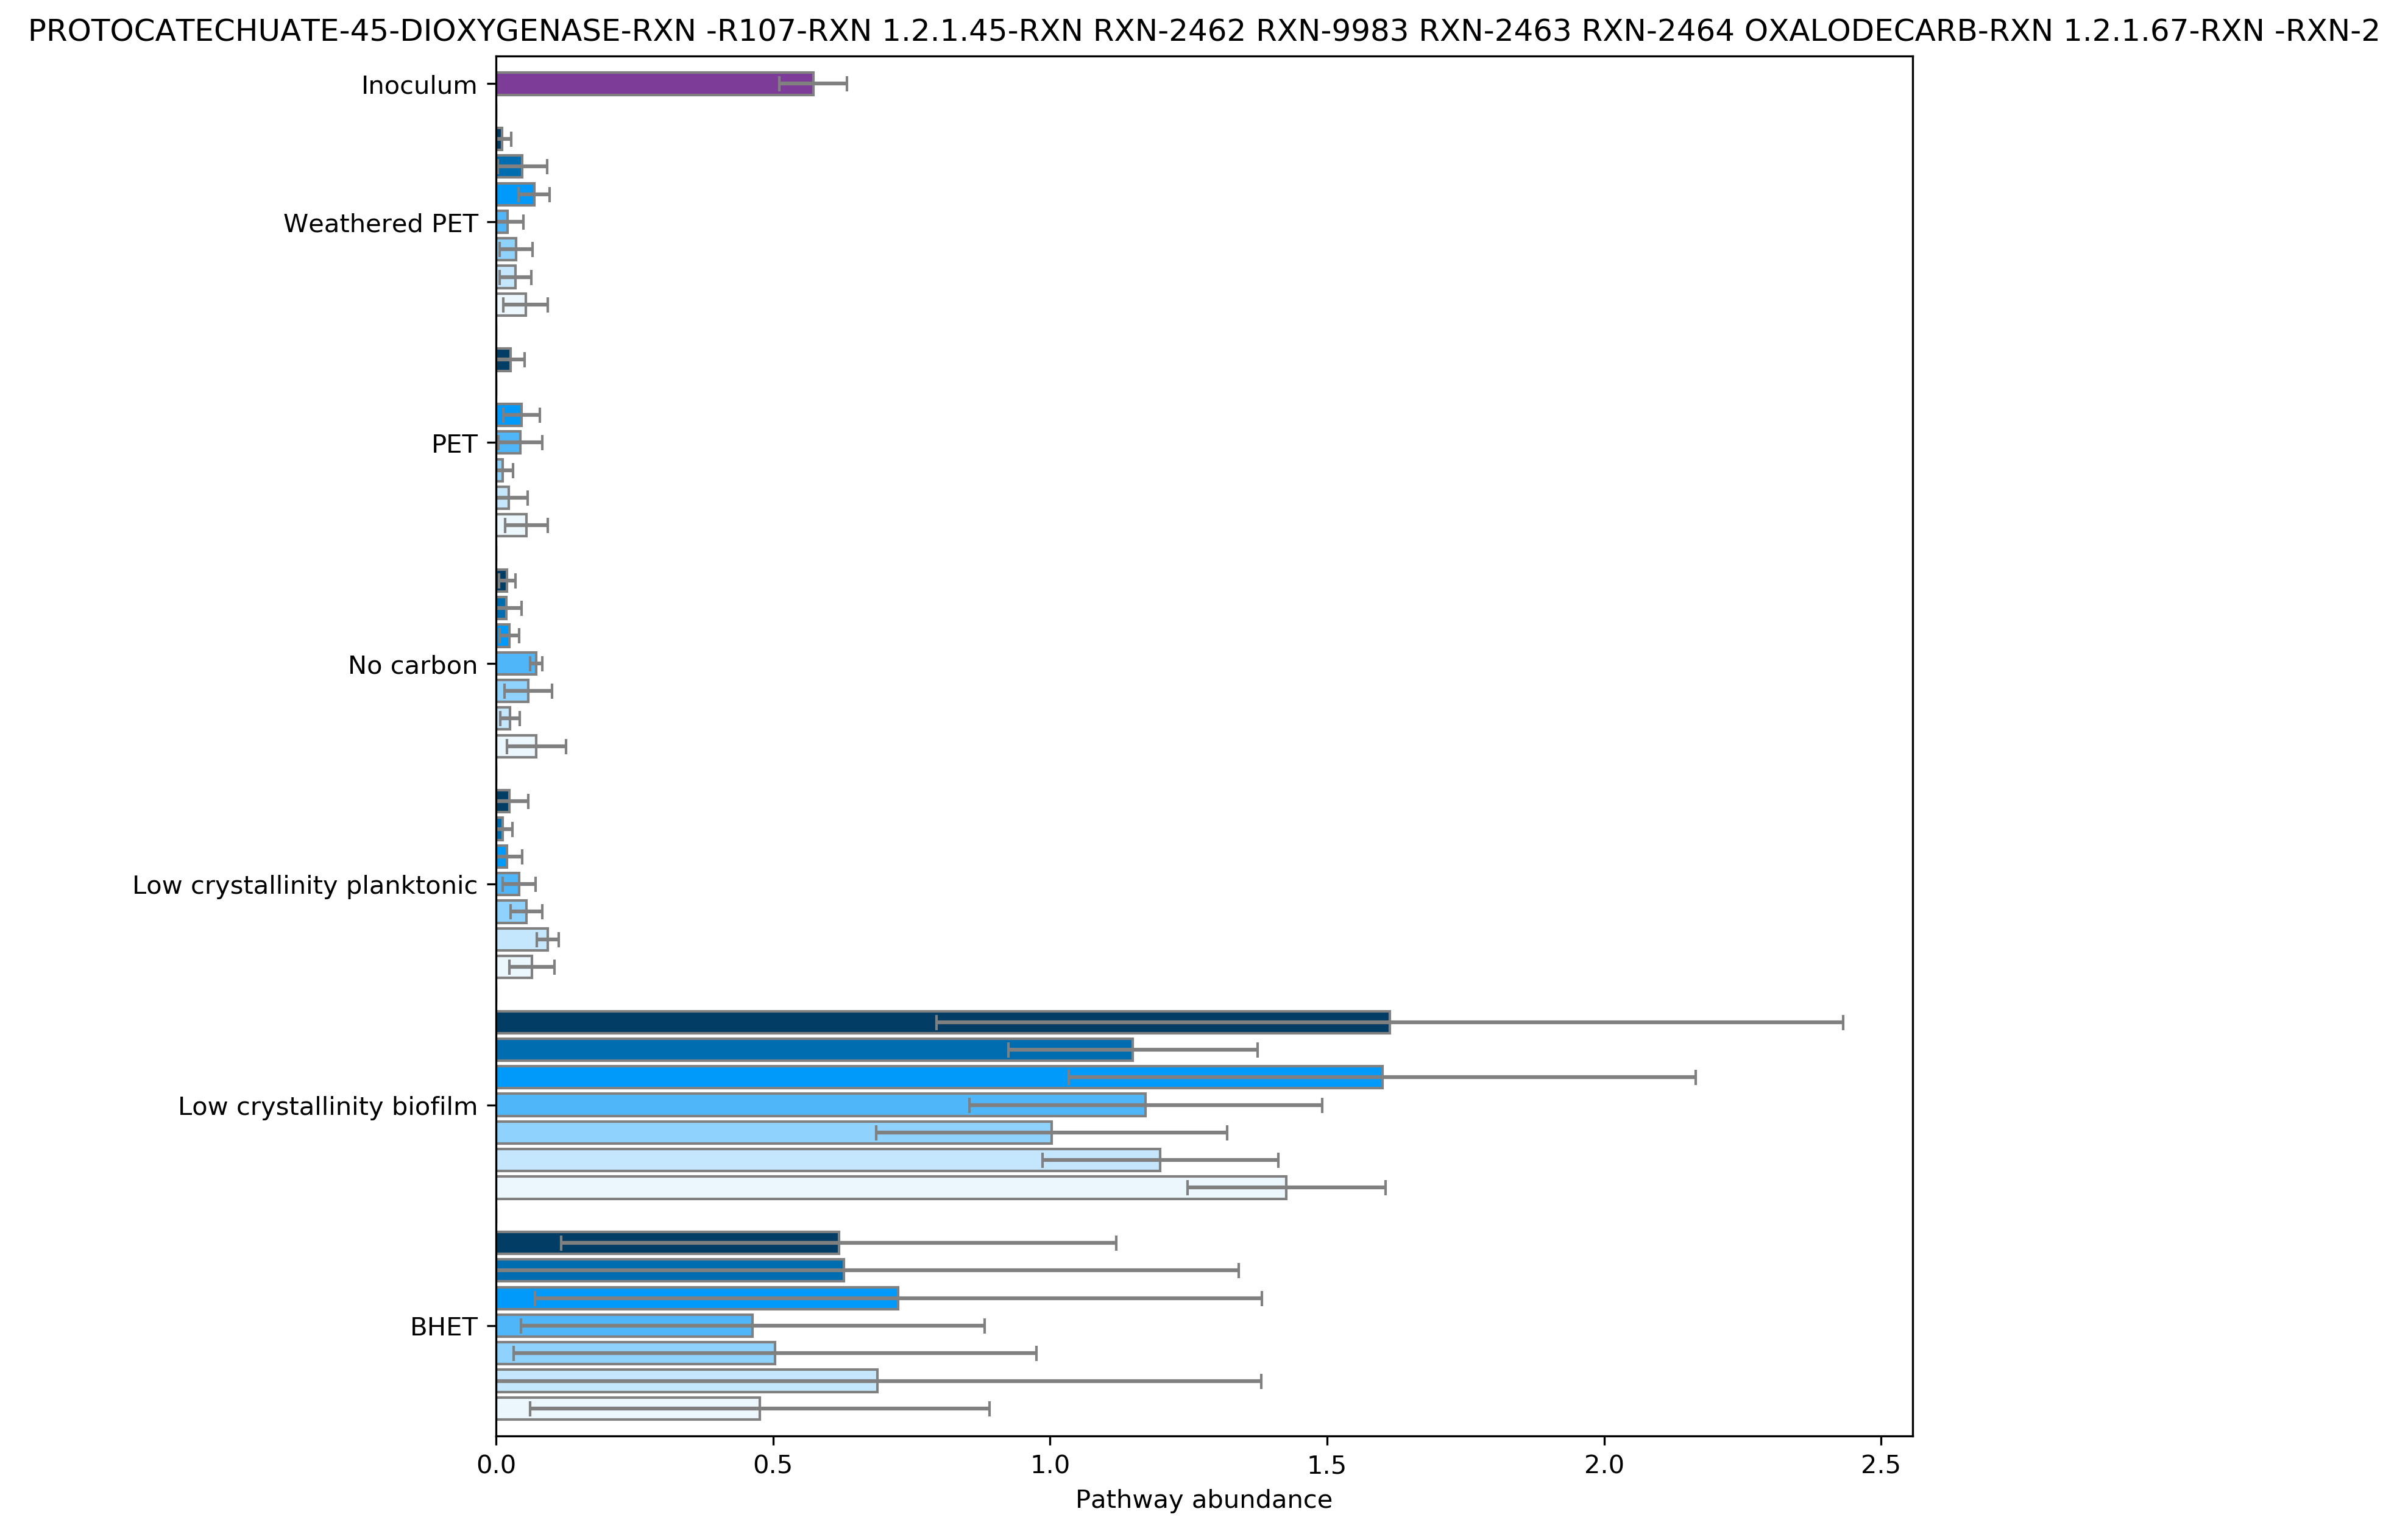 PROTOCATECHUATE-45-DIOXYGENASE-RXN -R107-RXN 1.2.1.45-RXN RXN-2462 RXN-9983 RXN-2463 RXN-2464 OXALODECARB-RXN 1.2.1.67-RXN -RXN-2
Inoculum
Weathered PET
PET
No carbon
Low crystallinity planktonic
Low crystallinity biofilm
BHET
0.0 0.5 1.0 1.5 2.0 2.5
Pathway abundance